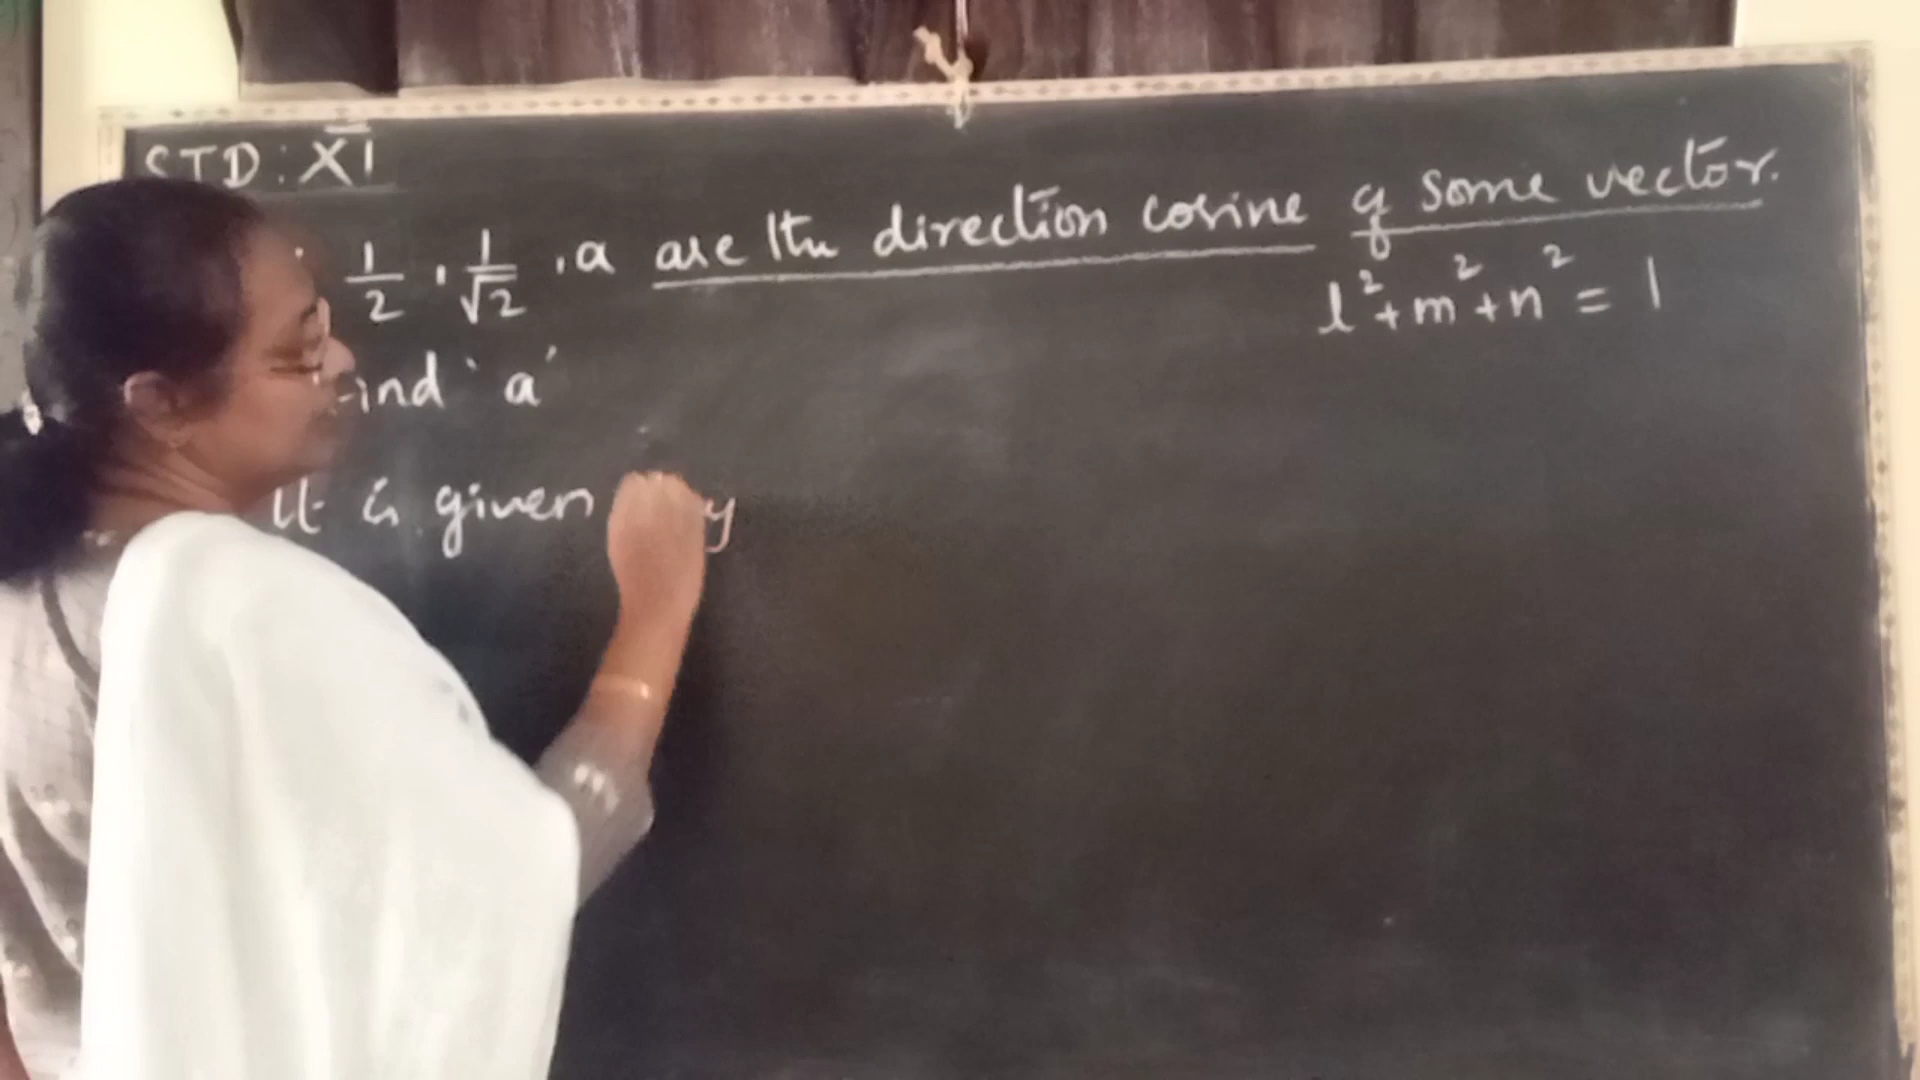 STD: XI
1/2, 1/√2, a are the direction cosine of some vector.
l²+m²+n² = 1
ind 'a'
It is given